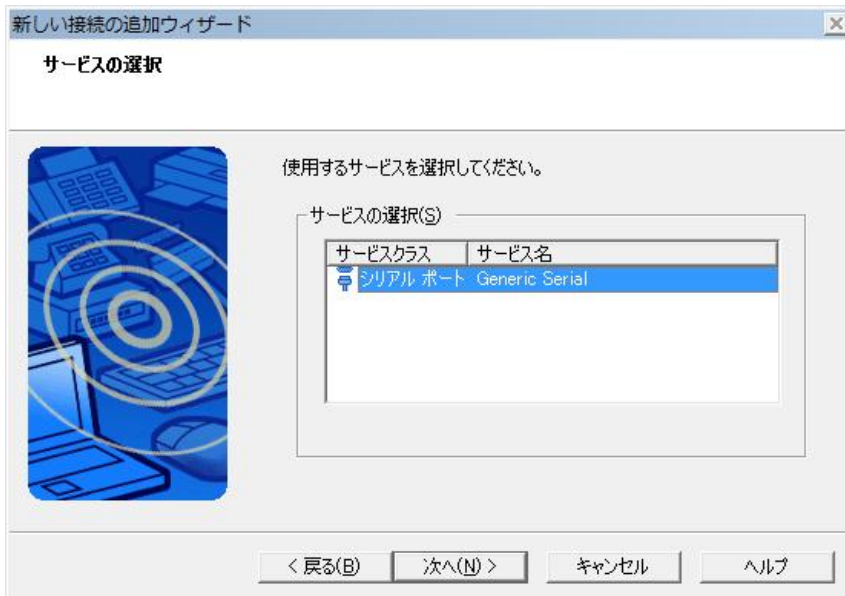 新しい接続の追加ウィザード
サービスの選択
使用するサービスを選択してください。
サービスの選択(S)
サービスクラス サービス名
シリアル ポート Generic Serial
< 戻る(B) 次へ(N) > キャンセル ヘルプ